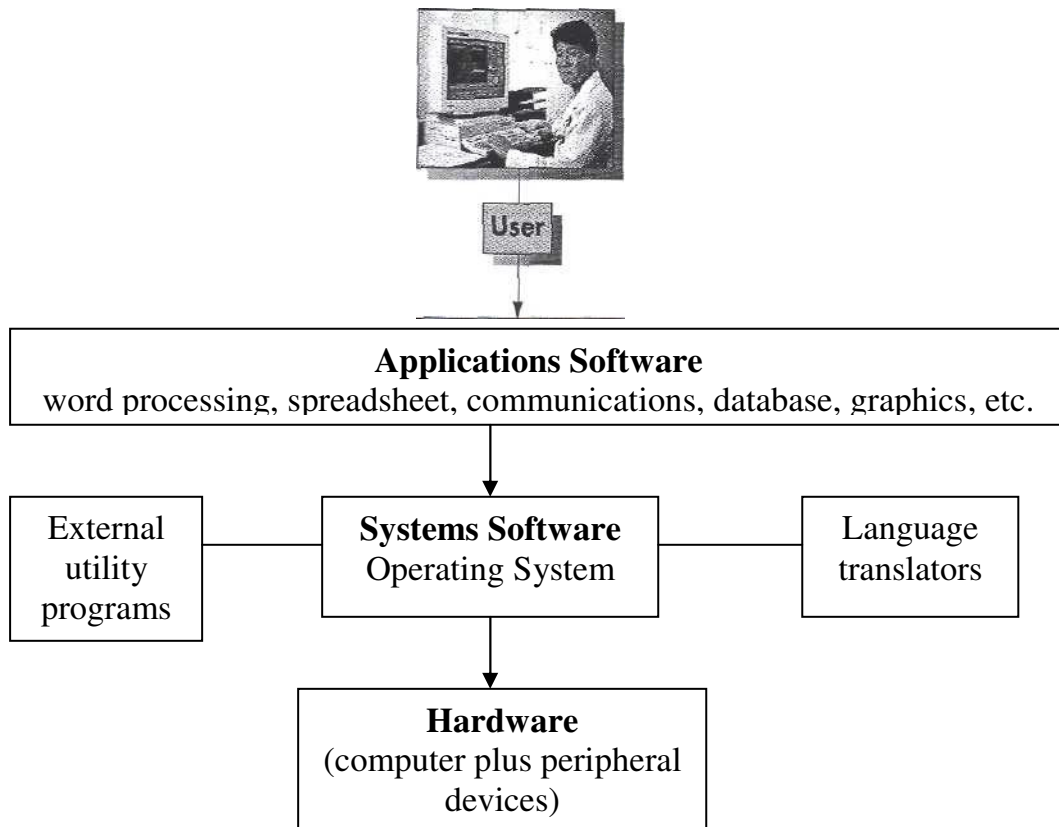 User
Applications Software
word processing, spreadsheet, communications, database, graphics, etc.
External
utility
programs
Systems Software
Operating System
Language
translators
Hardware
(computer plus peripheral
devices)